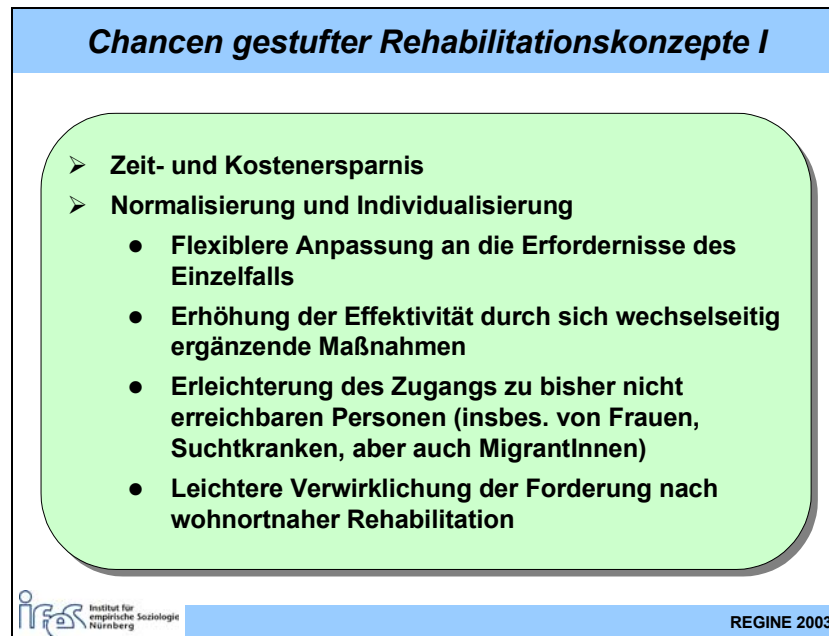 Chancen gestufter Rehabilitationskonzepte I
➢ Zeit- und Kostenersparnis
➢ Normalisierung und Individualisierung
● Flexiblere Anpassung an die Erfordernisse des
Einzelfalls
● Erhöhung der Effektivität durch sich wechselseitig
ergänzende Maßnahmen
● Erleichterung des Zugangs zu bisher nicht
erreichbaren Personen (insbes. von Frauen,
Suchtkranken, aber auch MigrantInnen)
● Leichtere Verwirklichung der Forderung nach
wohnortnaher Rehabilitation
ifes
Institut für
empirische Soziologie
Nürnberg
REGINE 2003